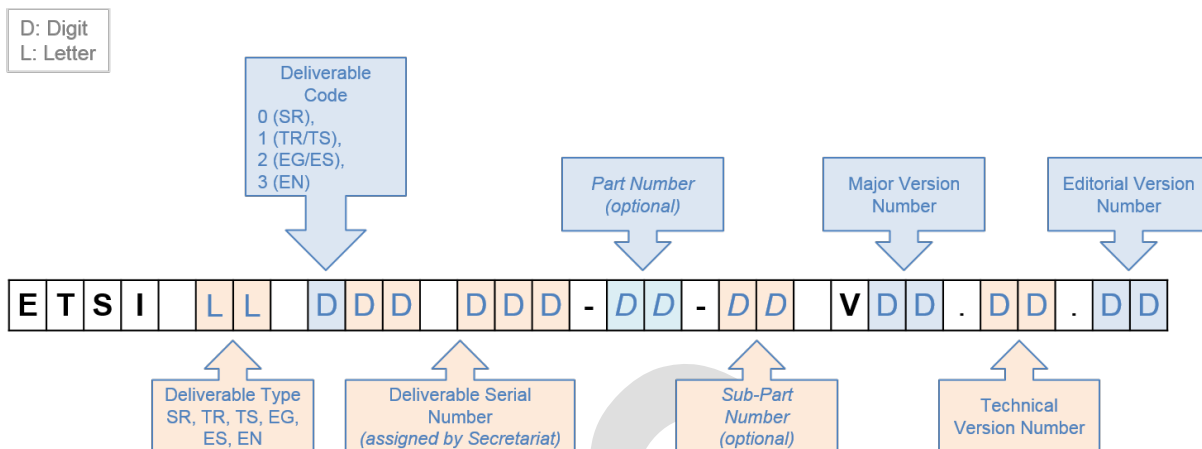 D: Digit
L: Letter
Deliverable
Code
0 (SR),
1 (TR/TS),
2 (EG/ES),
3 (EN)
Part Number
(optional)
Major Version
Number
Editorial Version
Number
E T S I L L D D D D D D - D D - D D V D D . D D . D D
Deliverable Type
SR, TR, TS, EG,
ES, EN
Deliverable Serial
Number
(assigned by Secretariat)
Sub-Part
Number
(optional)
Technical
Version Number